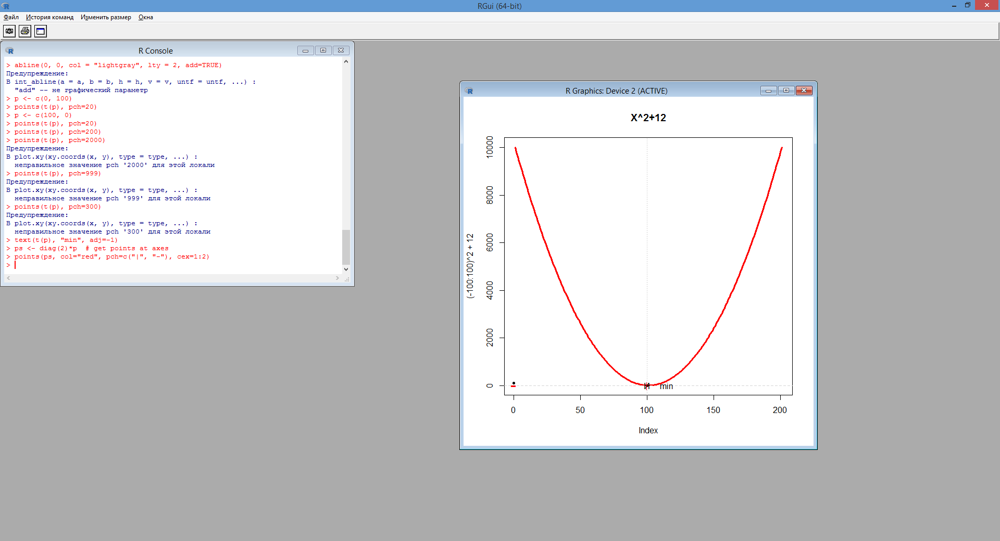 RGui (64-bit)
Файл История команд Изменить размер Окна
R Console
> abline(0, 0, col = "lightgray", lty = 2, add=TRUE)
Предупреждение:
В int_abline(a = a, b = b, h = h, v = v, untf = untf, ...) :
  "add" -- не графический параметр
> p <- c(0, 100)
> points(t(p), pch=20)
> p <- c(100, 0)
> points(t(p), pch=20)
> points(t(p), pch=200)
> points(t(p), pch=2000)
Предупреждение:
В plot.xy(xy.coords(x, y), type = type, ...) :
  неправильное значение pch '2000' для этой локали
> points(t(p), pch=999)
Предупреждение:
В plot.xy(xy.coords(x, y), type = type, ...) :
  неправильное значение pch '999' для этой локали
> points(t(p), pch=300)
Предупреждение:
В plot.xy(xy.coords(x, y), type = type, ...) :
  неправильное значение pch '300' для этой локали
> text(t(p), "min", adj=-1)
> ps <- diag(2)*p  # get points at axes
> points(ps, col="red", pch=c("|", "-"), cex=1:2)
>
R Graphics: Device 2 (ACTIVE)
X^2+12
(-100:100)^2 + 12
10000
8000
6000
4000
2000
0
min
0 50 100 150 200
Index